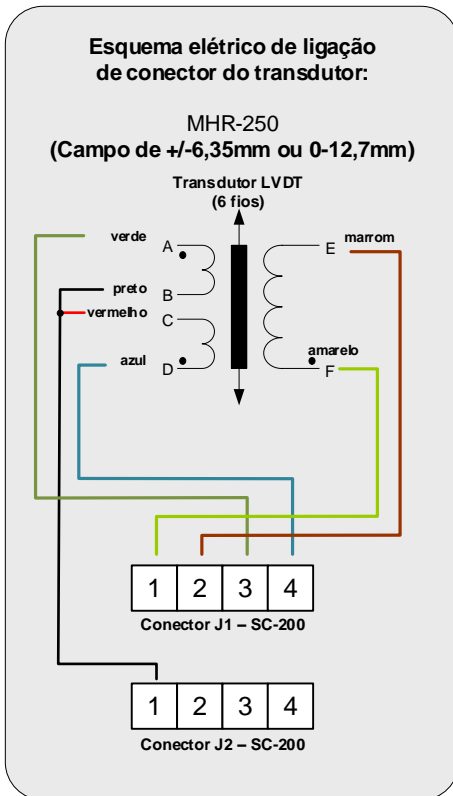 Esquema elétrico de ligação
de conector do transdutor:
MHR-250
(Campo de +/-6,35mm ou 0-12,7mm)
Transdutor LVDT
(6 fios)
verde
A
E
marrom
preto
B
vermelho
C
azul
D
amarelo
F
1 2 3 4
Conector J1 – SC-200
1 2 3 4
Conector J2 – SC-200